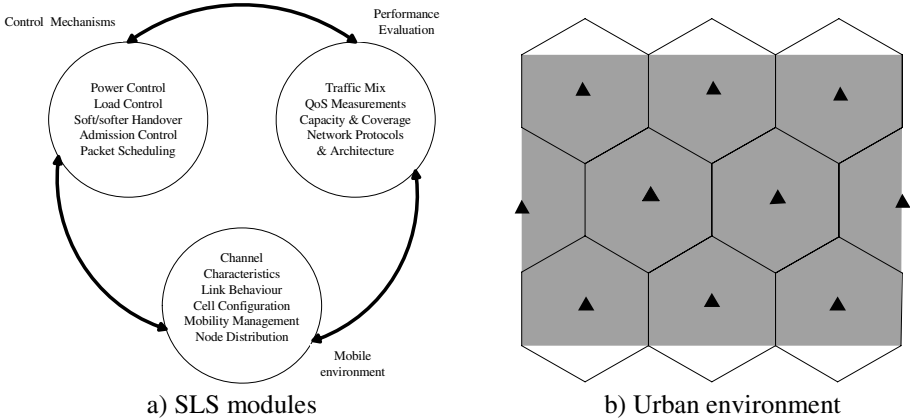 Control Mechanisms
Performance
Evaluation
Power Control
Load Control
Soft/softer Handover
Admission Control
Packet Scheduling
Traffic Mix
QoS Measurements
Capacity & Coverage
Network Protocols
& Architecture
Channel
Characteristics
Link Behaviour
Cell Configuration
Mobility Management
Node Distribution
Mobile
environment
a) SLS modules
b) Urban environment